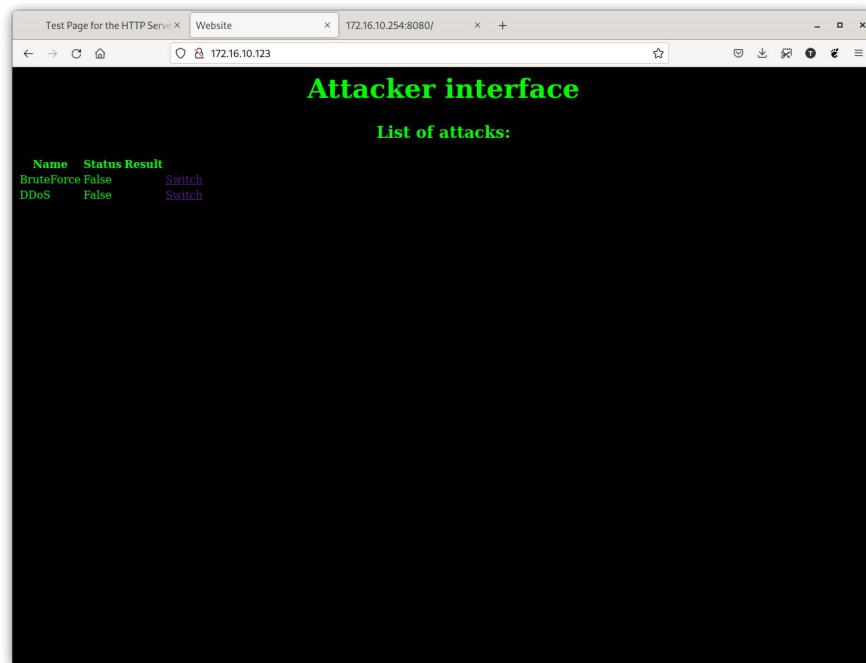 Test Page for the HTTP Serve Website 172.16.10.254:8080/
172.16.10.123
Attacker interface
List of attacks:
Name Status Result
BruteForce False Switch
DDoS False Switch